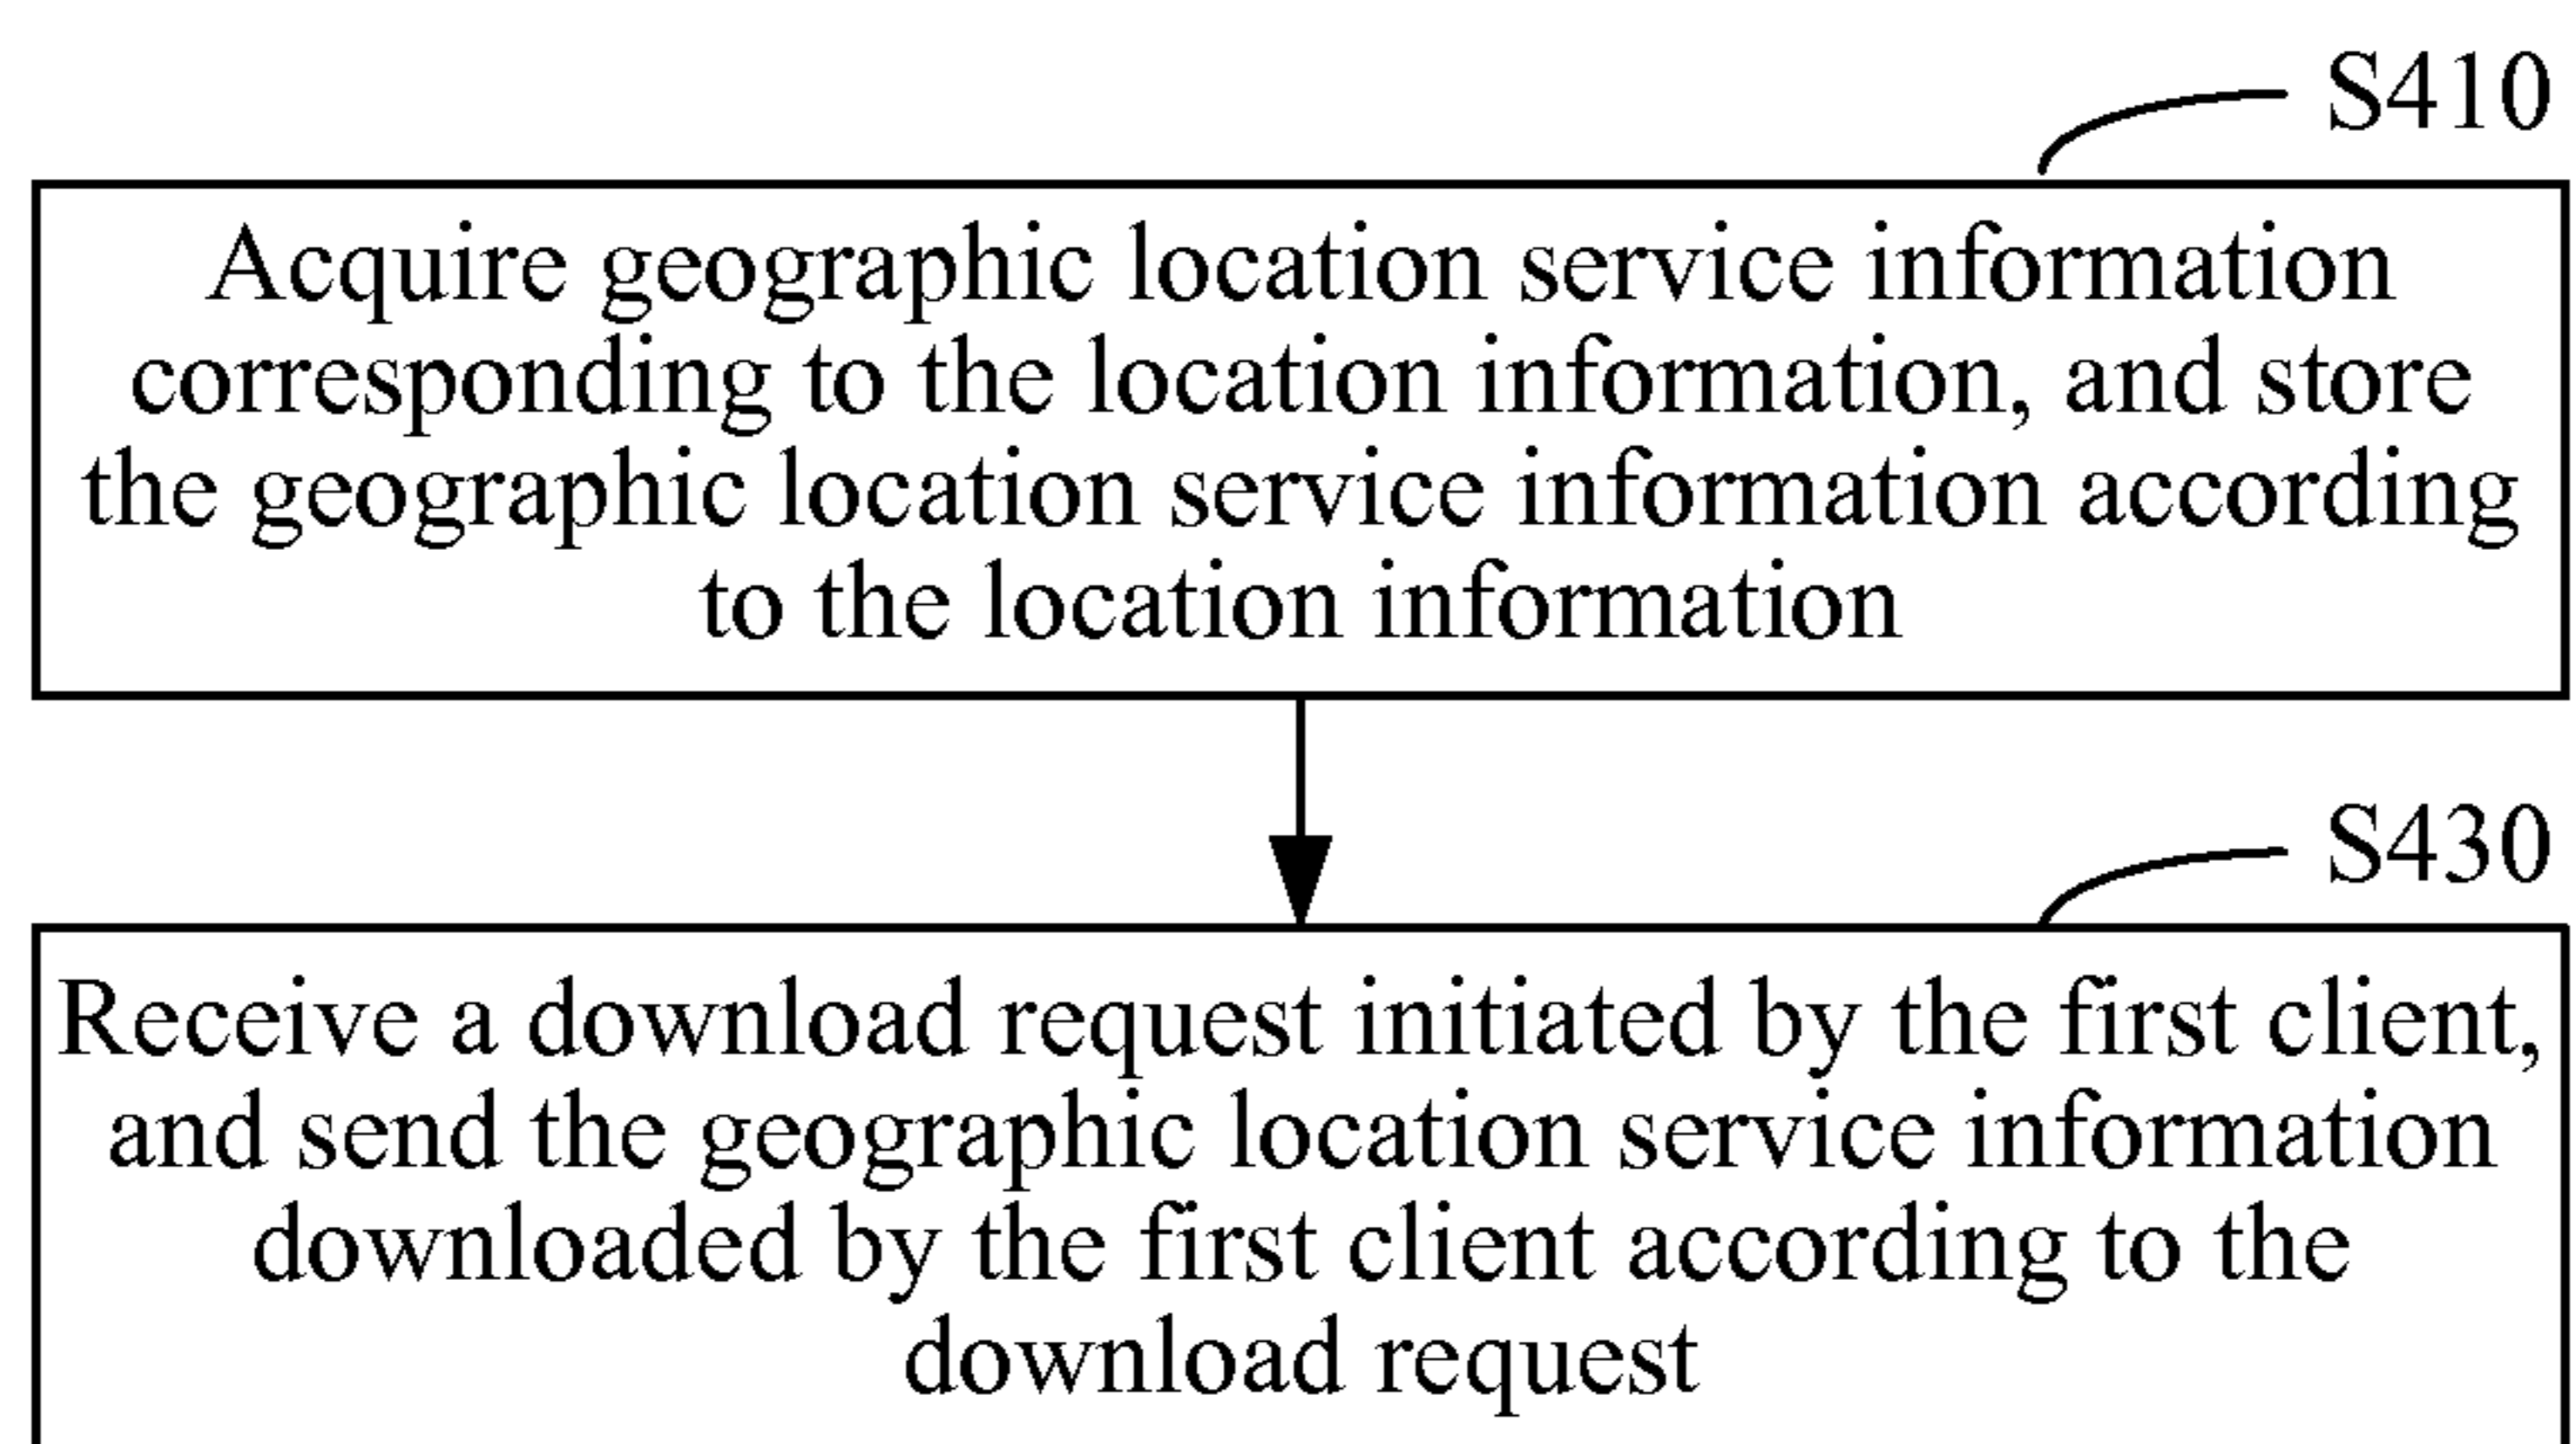 S410
Acquire geographic location service information
corresponding to the location information, and store
the geographic location service information according
to the location information
S430
Receive a download request initiated by the first client,
and send the geographic location service information
downloaded by the first client according to the
download request